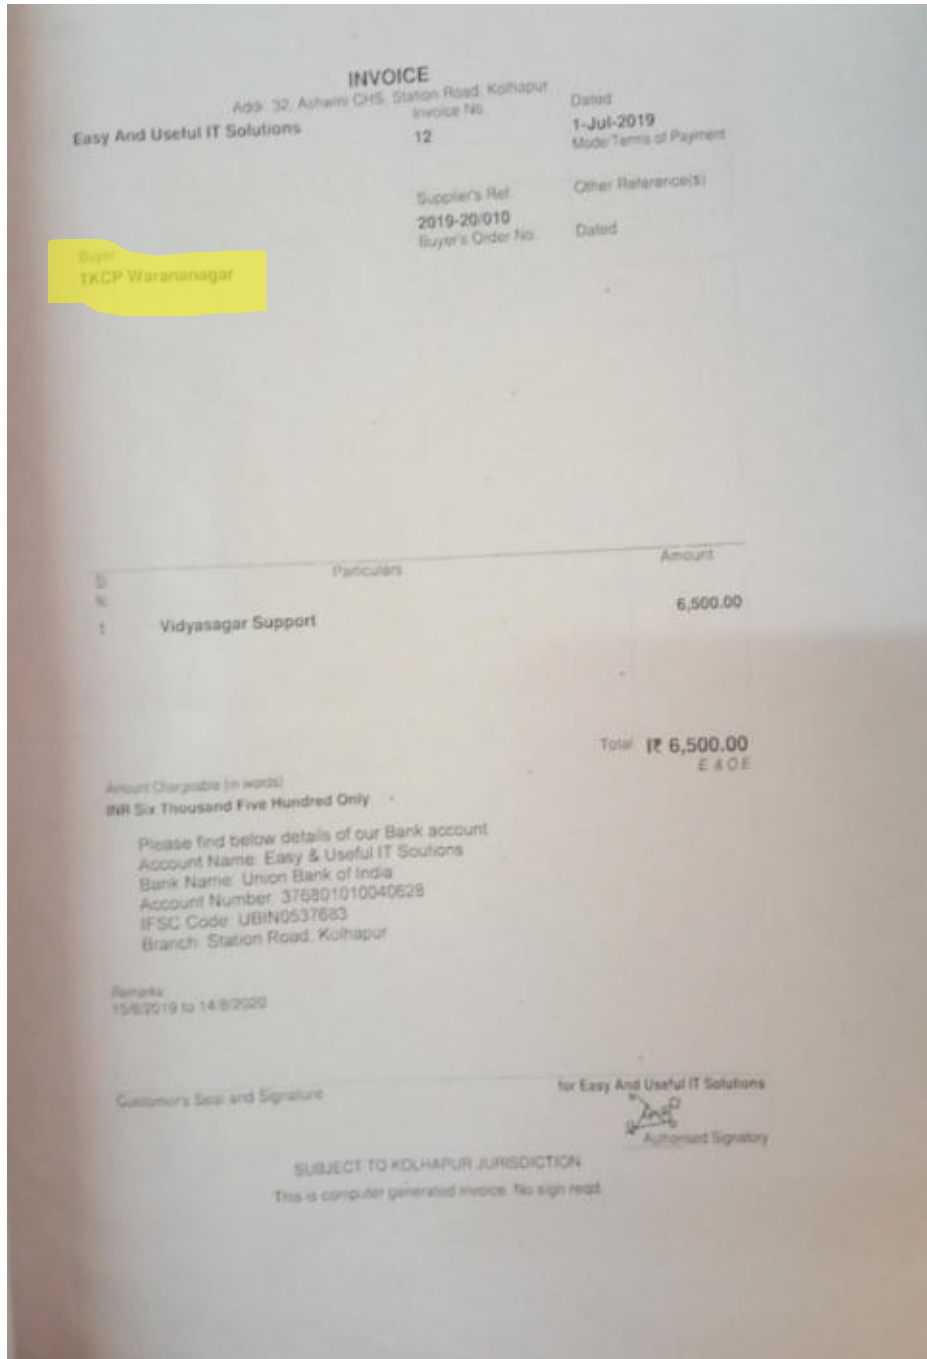 INVOICE
Addr: 32, Ashwini CHS, Station Road, Kolhapur
Easy And Useful IT Solutions
Invoice No.
12
Dated
1-Jul-2019
Mode/Terms of Payment
Supplier's Ref.
2019-20/010
Other Reference(s)
Buyer's Order No.
Dated
Buyer
TKCP Warananagar
Particulars
Amount
1 Vidyasagar Support 6,500.00
Total I₹ 6,500.00
E & O E
Amount Chargeable (in words)
INR Six Thousand Five Hundred Only
Please find below details of our Bank account
Account Name: Easy & Useful IT Soutions
Bank Name: Union Bank of India
Account Number: 376801010040628
IFSC Code: UBIN0537683
Branch: Station Road, Kolhapur
Remarks:
15/8/2019 to 14/8/2020
for Easy And Useful IT Solutions
Customer's Seal and Signature
Authorised Signatory
SUBJECT TO KOLHAPUR JURISDICTION
This is computer generated invoice. No sign reqd.